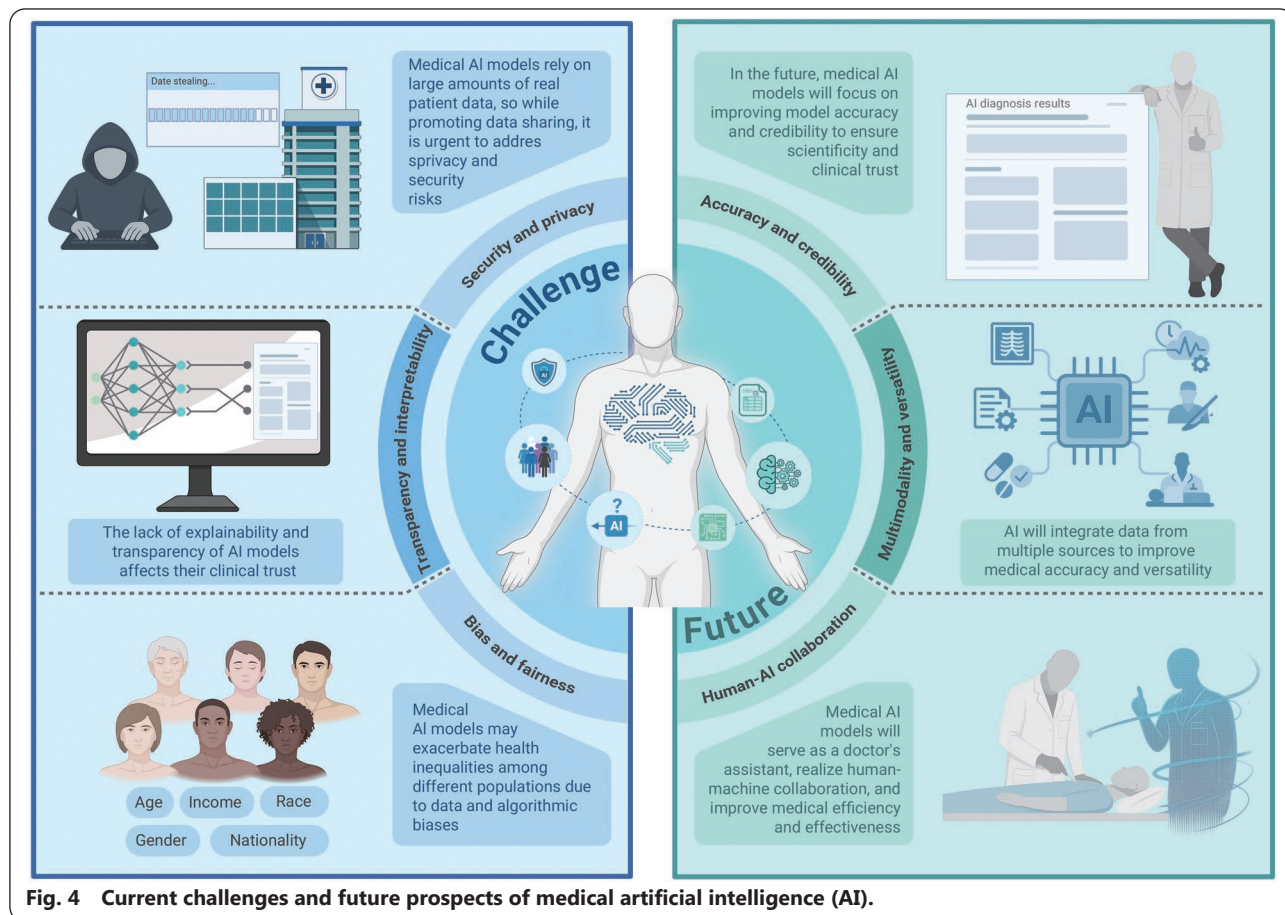 Date stealing...
Medical AI models rely on
large amounts of real
patient data, so while
promoting data sharing, it
is urgent to addres
sprivacy and
security
risks
Security and privacy
Challenge
Transparency and interpretability
The lack of explainability and
transparency of AI models
affects their clinical trust
Bias and fairness
Age
Income
Race
Gender
Nationality
Medical
AI models may
exacerbate health
inequalities among
different populations due
to data and algorithmic
biases
AI
?
AI
In the future, medical AI
models will focus on
improving model accuracy
and credibility to ensure
scientificity and
clinical trust
AI diagnosis results
Accuracy and credibility
Multimodality and versatility
AI
AI will integrate data from
multiple sources to improve
medical accuracy and versatility
Future
Human-AI collaboration
Medical AI
models will
serve as a doctor's
assistant, realize human-
machine collaboration, and
improve medical efficiency
and effectiveness
Fig. 4 Current challenges and future prospects of medical artificial intelligence (AI).